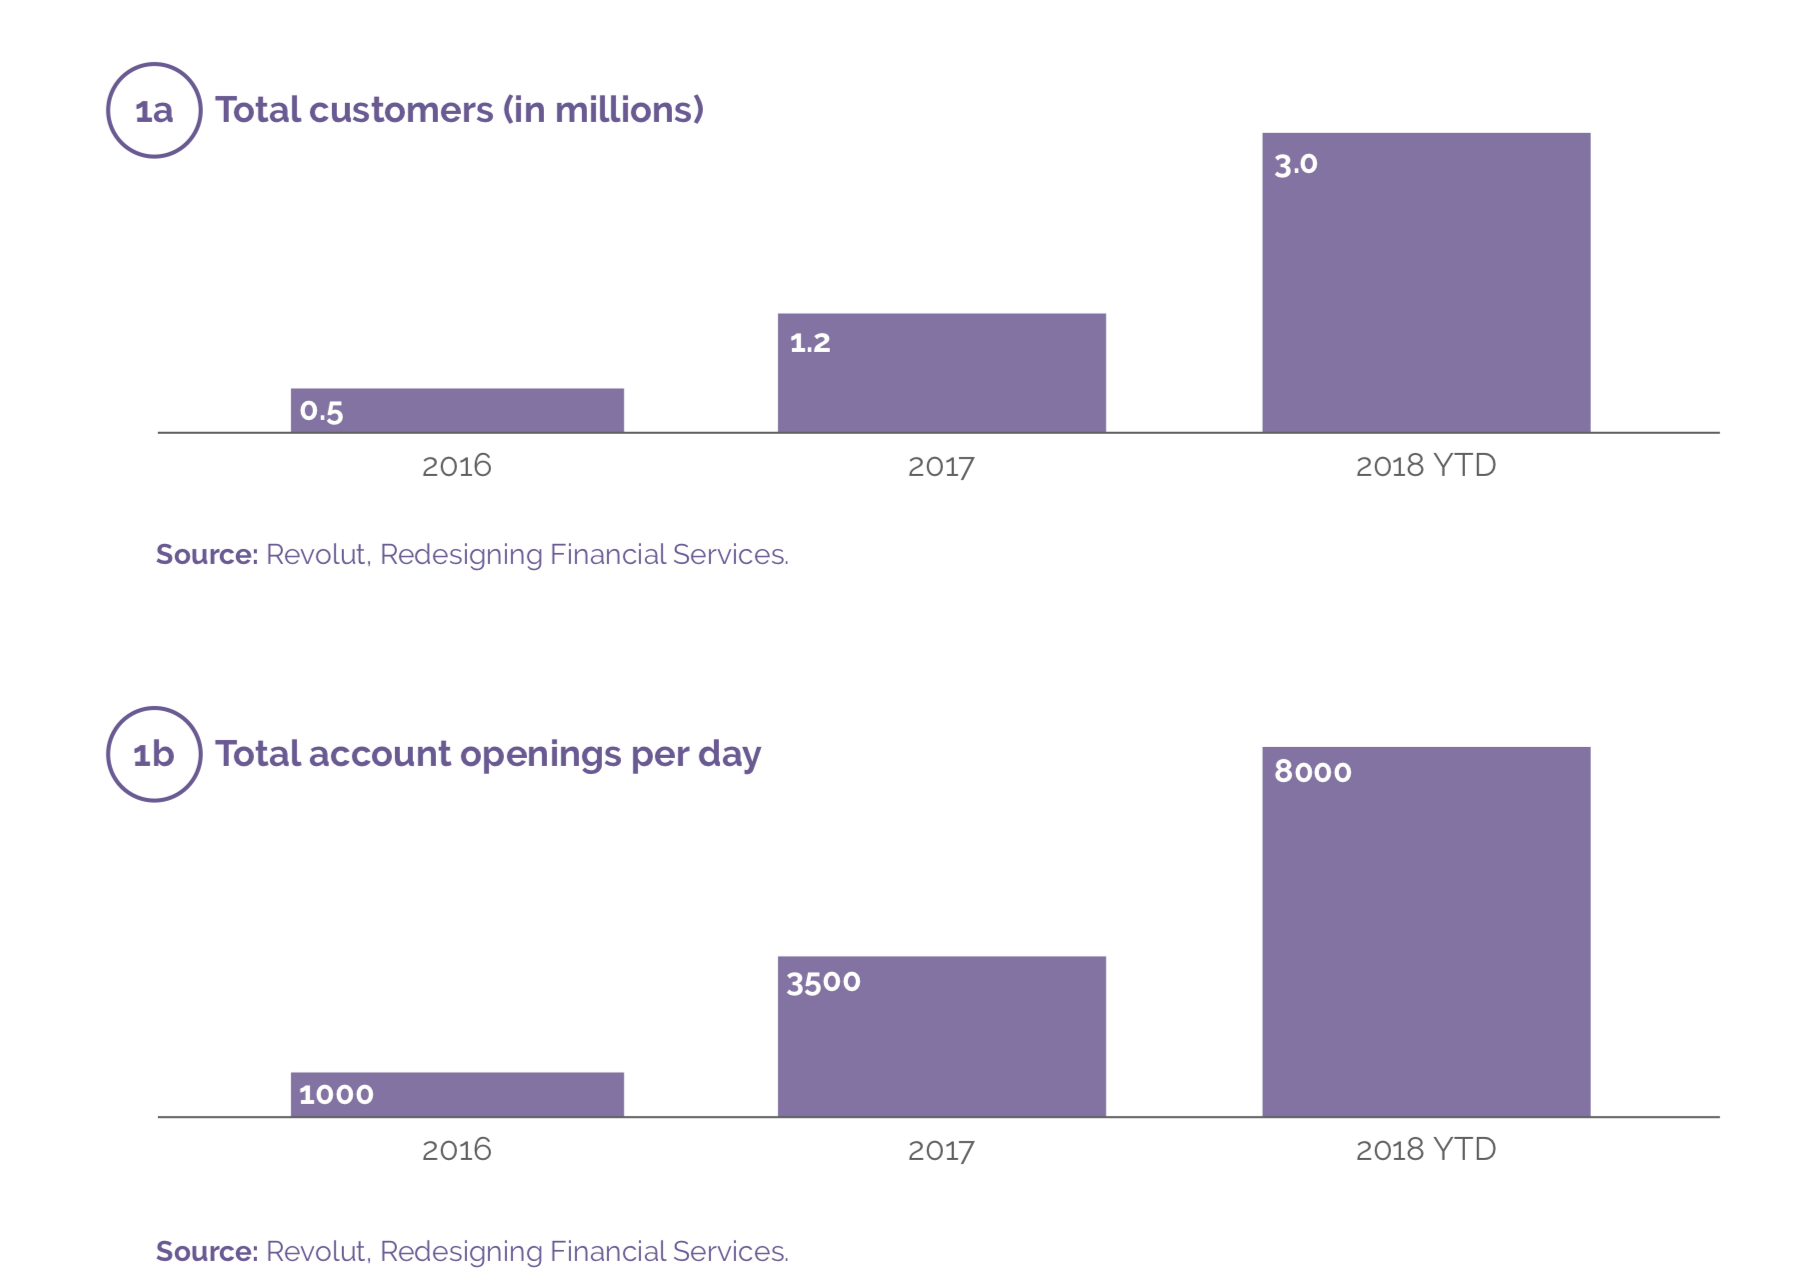 1a Total customers (in millions)
3.0
1.2
0.5
2016 2017 2018 YTD
Source: Revolut, Redesigning Financial Services.
1b Total account openings per day
8000
3500
1000
2016 2017 2018 YTD
Source: Revolut, Redesigning Financial Services.